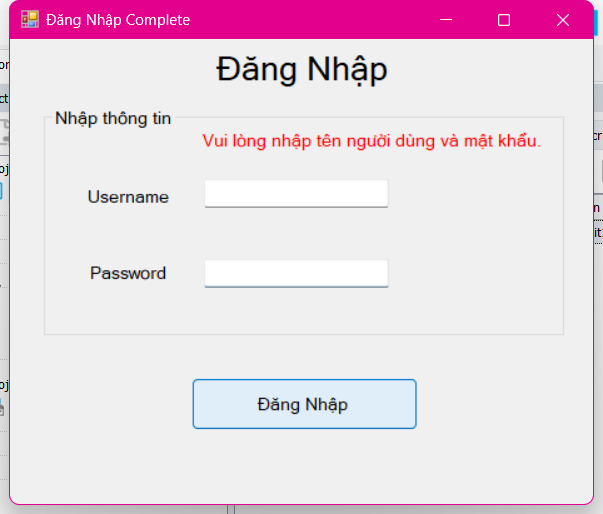 Đăng Nhập Complete
Đăng Nhập
Nhập thông tin
Vui lòng nhập tên người dùng và mật khẩu.
Username
Password
Đăng Nhập